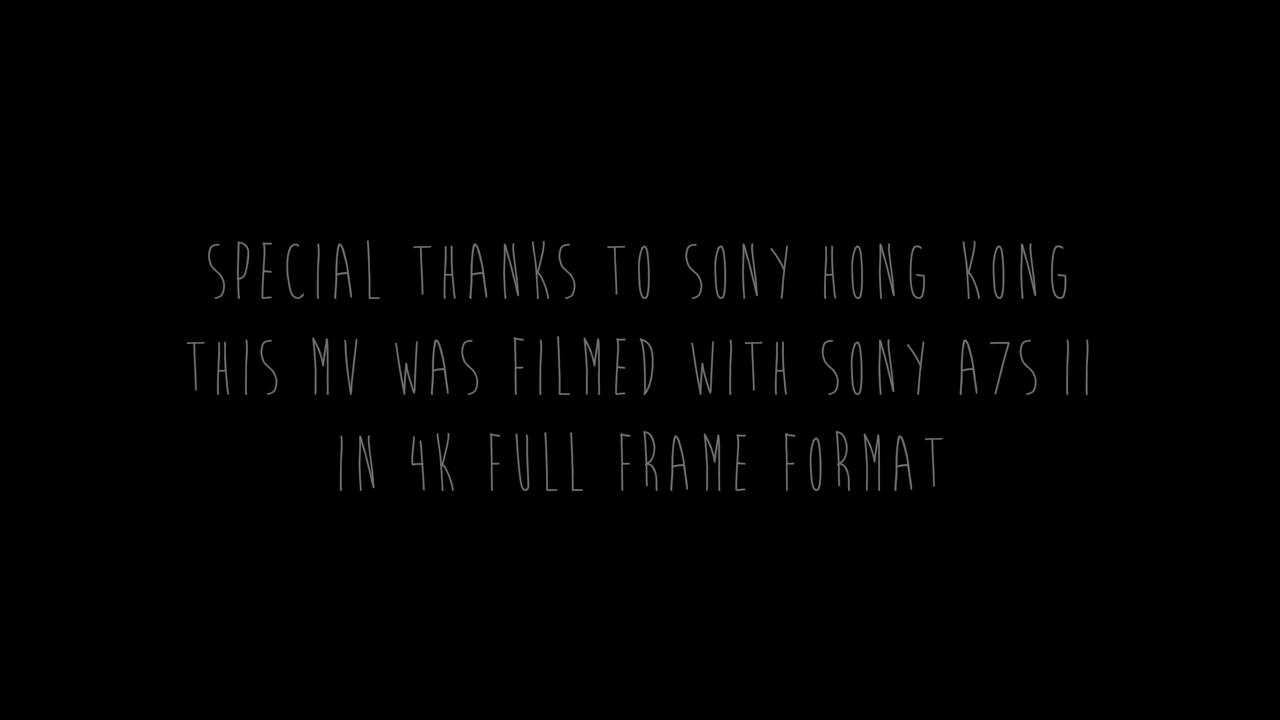 SPECIAL THANKS TO SONY HONG KONG
THIS MV WAS FILMED WITH SONY A7S II
IN 4K FULL FRAME FORMAT